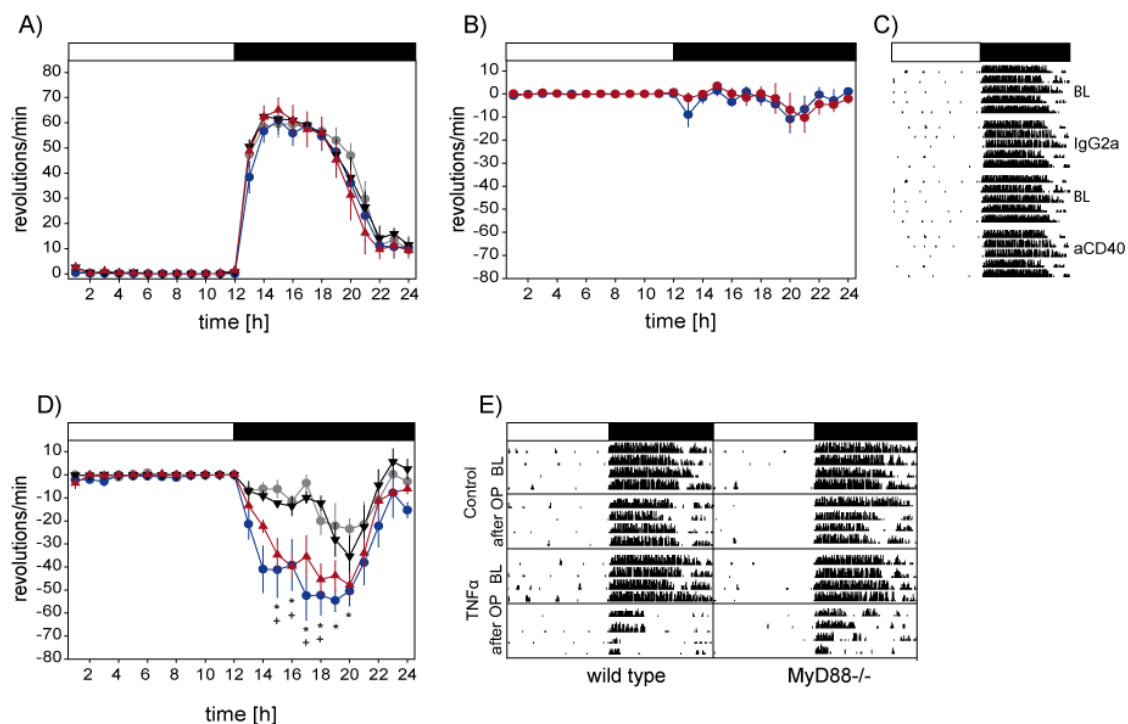 A)
revolutions/min
80
70
60
50
40
30
20
10
0
2 4 6 8 10 12 14 16 18 20 22 24
time [h]
B)
revolutions/min
10
0
-10
-20
-30
-40
-50
-60
-70
-80
2 4 6 8 10 12 14 16 18 20 22 24
time [h]
C)
BL
IgG2a
BL
aCD40
D)
revolutions/min
10
0
-10
-20
-30
-40
-50
-60
-70
-80
* * * * * *
+ + + +
2 4 6 8 10 12 14 16 18 20 22 24
time [h]
E)
Control
BL
after OP
TNFα
BL
after OP
wild type
MyD88-/-